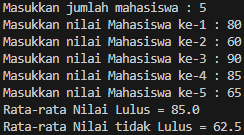 Masukkan jumlah mahasiswa : 5
Masukkan nilai Mahasiswa ke-1 : 80
Masukkan nilai Mahasiswa ke-2 : 60
Masukkan nilai Mahasiswa ke-3 : 90
Masukkan nilai Mahasiswa ke-4 : 85
Masukkan nilai Mahasiswa ke-5 : 65
Rata-rata Nilai Lulus = 85.0
Rata-rata Nilai tidak Lulus = 62.5